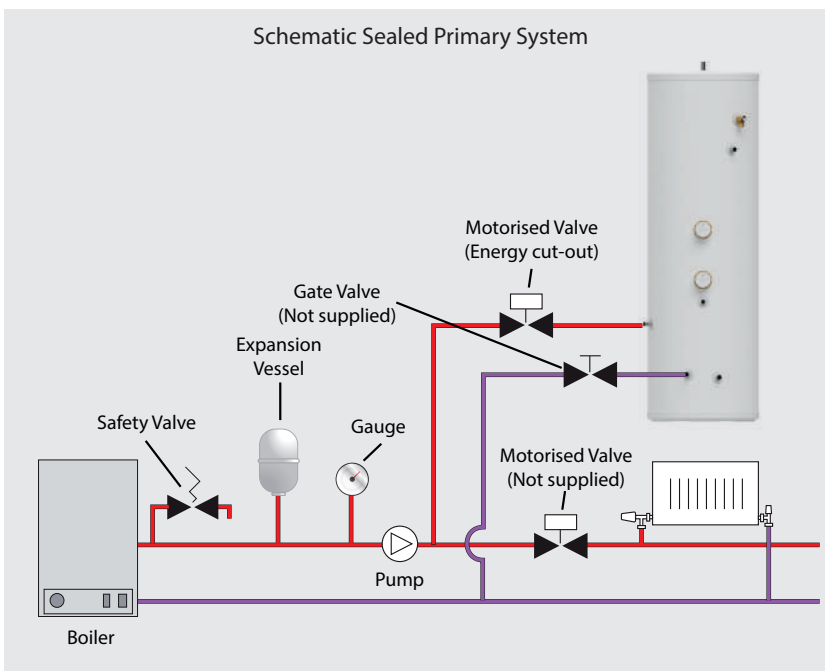 Schematic Sealed Primary System
Motorised Valve
(Energy cut-out)
Gate Valve
(Not supplied)
Expansion
Vessel
Safety Valve
Gauge
Motorised Valve
(Not supplied)
Pump
Boiler